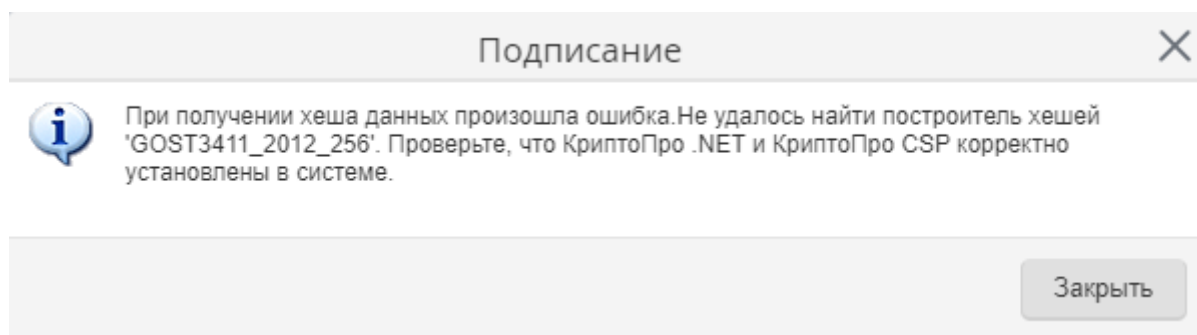 Подписание
При получении хеша данных произошла ошибка.Не удалось найти построитель хешей
'GOST3411_2012_256'. Проверьте, что КриптоПро .NET и КриптоПро CSP корректно
установлены в системе.
Закрыть